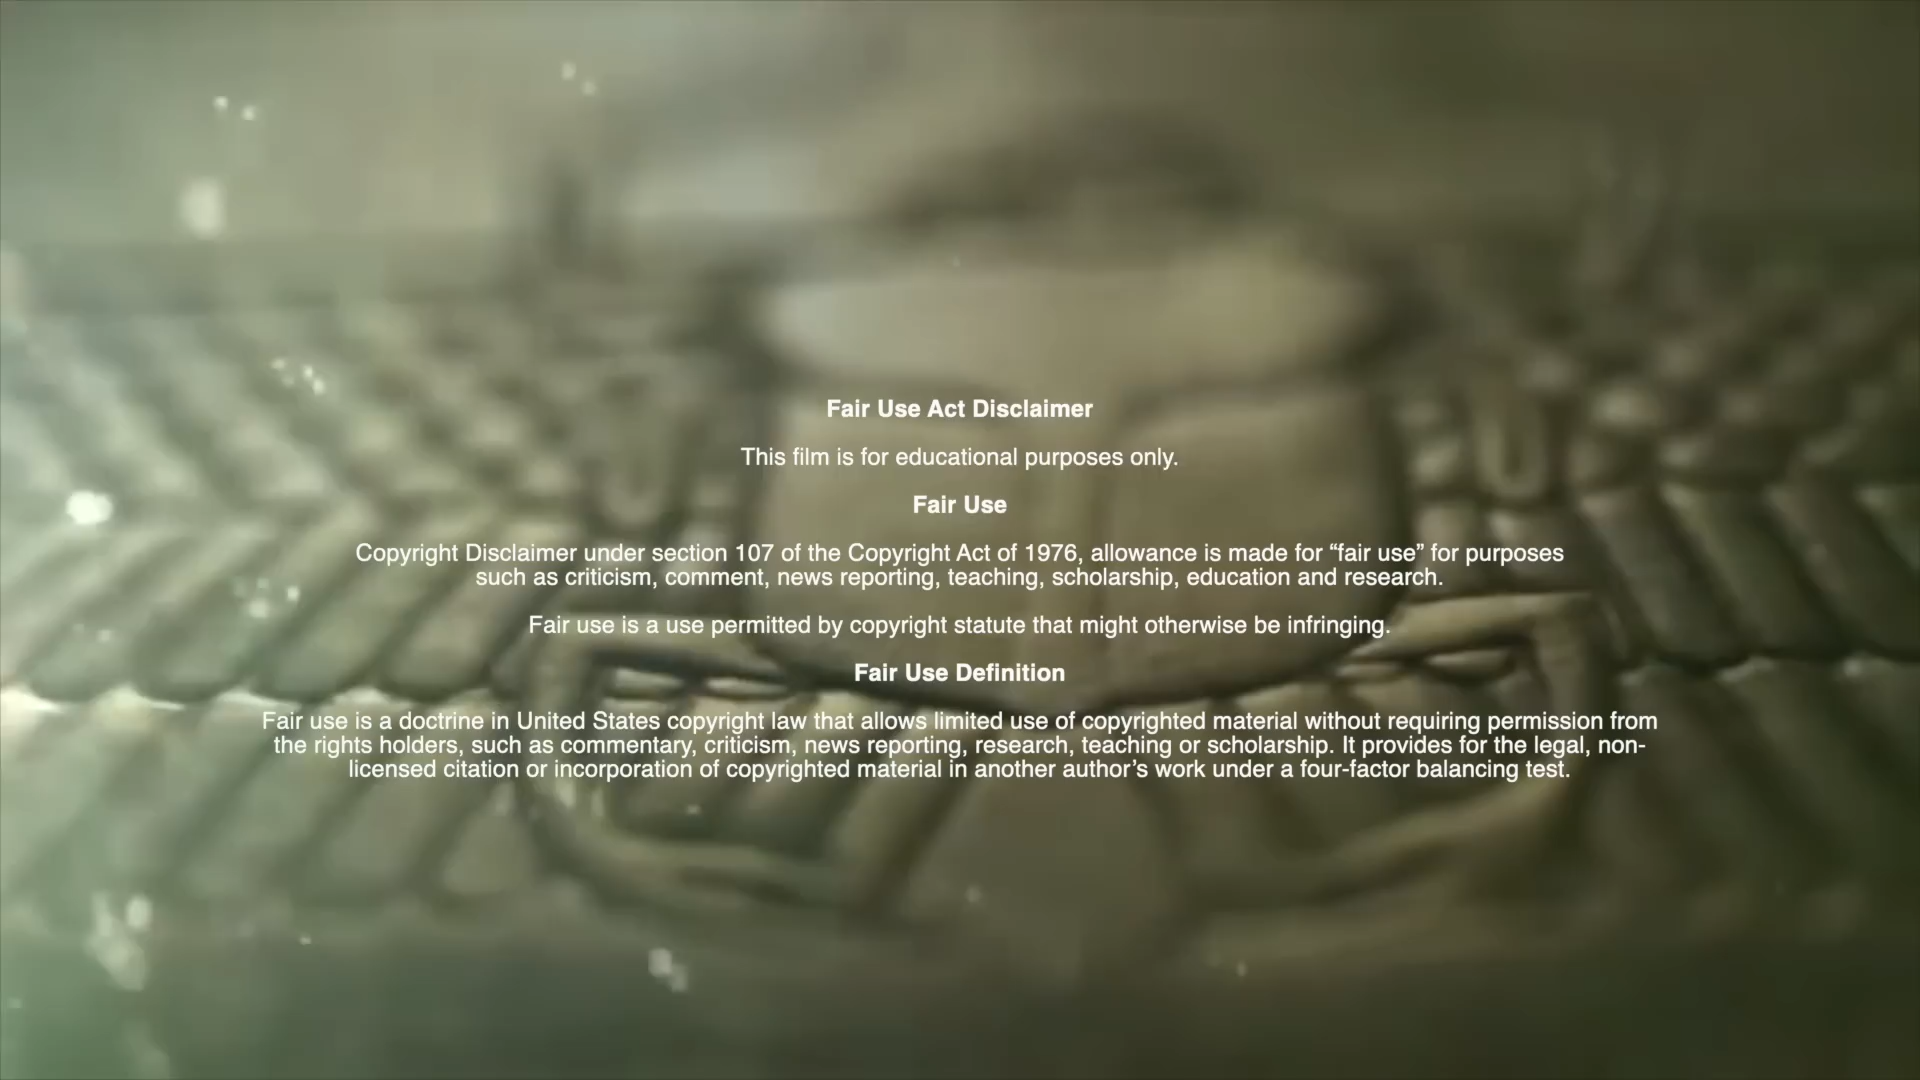 Fair Use Act Disclaimer
This film is for educational purposes only.
Fair Use
Copyright Disclaimer under section 107 of the Copyright Act of 1976, allowance is made for “fair use” for purposes
such as criticism, comment, news reporting, teaching, scholarship, education and research.
Fair use is a use permitted by copyright statute that might otherwise be infringing.
Fair Use Definition
Fair use is a doctrine in United States copyright law that allows limited use of copyrighted material without requiring permission from
the rights holders, such as commentary, criticism, news reporting, research, teaching or scholarship. It provides for the legal, non-
licensed citation or incorporation of copyrighted material in another author’s work under a four-factor balancing test.